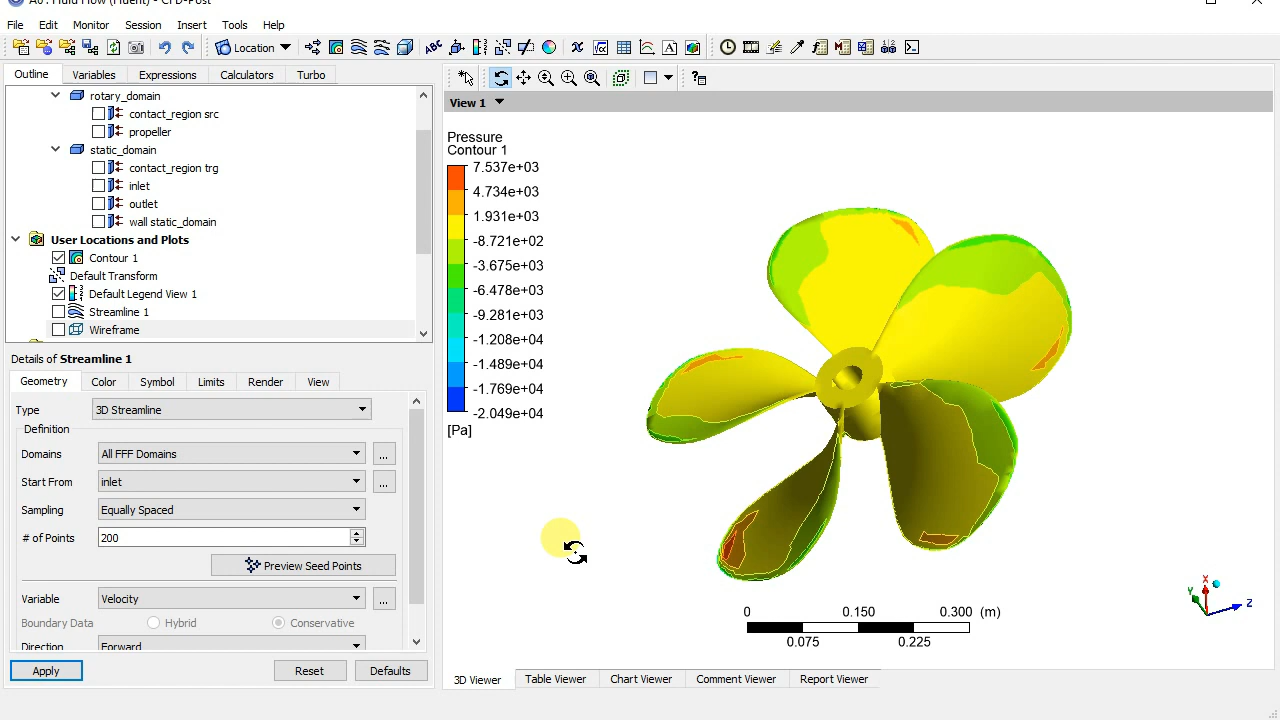 A6 : Fluid Flow (Fluent) - CFD-Post
File Edit Monitor Session Insert Tools Help
Location
Outline Variables Expressions Calculators Turbo
rotary_domain
contact_region src
propeller
static_domain
contact_region trg
inlet
outlet
wall static_domain
User Locations and Plots
Contour 1
Default Transform
Default Legend View 1
Streamline 1
Wireframe
Details of Streamline 1
Geometry Color Symbol Limits Render View
Type 3D Streamline
Definition
Domains All FFF Domains ...
Start From inlet ...
Sampling Equally Spaced
# of Points 200
Preview Seed Points
Variable Velocity ...
Boundary Data Hybrid Conservative
Direction Forward
Apply Reset Defaults
View 1
Pressure
Contour 1
7.537e+03
4.734e+03
1.931e+03
-8.721e+02
-3.675e+03
-6.478e+03
-9.281e+03
-1.208e+04
-1.489e+04
-1.769e+04
-2.049e+04
[Pa]
0 0.150 0.300 (m)
0.075 0.225
X
Y
Z
3D Viewer Table Viewer Chart Viewer Comment Viewer Report Viewer